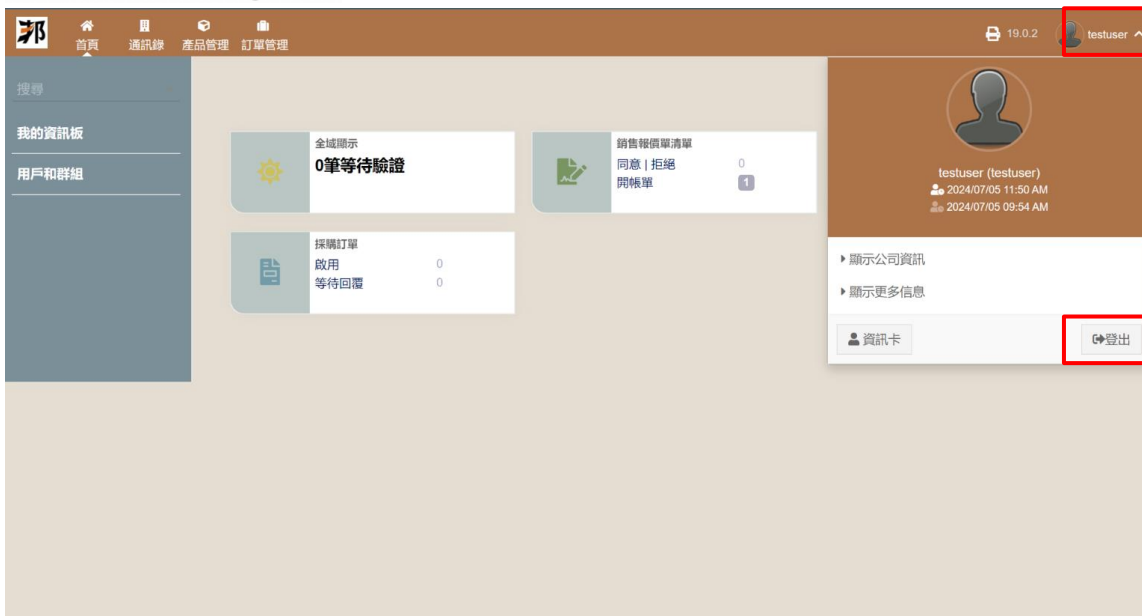 邦
首頁
通訊錄
產品管理
訂單管理
19.0.2
testuser
搜尋
我的資訊板
用戶和群組
全域顯示
0筆等待驗證
銷售報價單清單
同意 | 拒絕 0
開帳單 1
採購訂單
啟用 0
等待回覆 0
testuser (testuser)
2024/07/05 11:50 AM
2024/07/05 09:54 AM
顯示公司資訊
顯示更多信息
資訊卡
登出